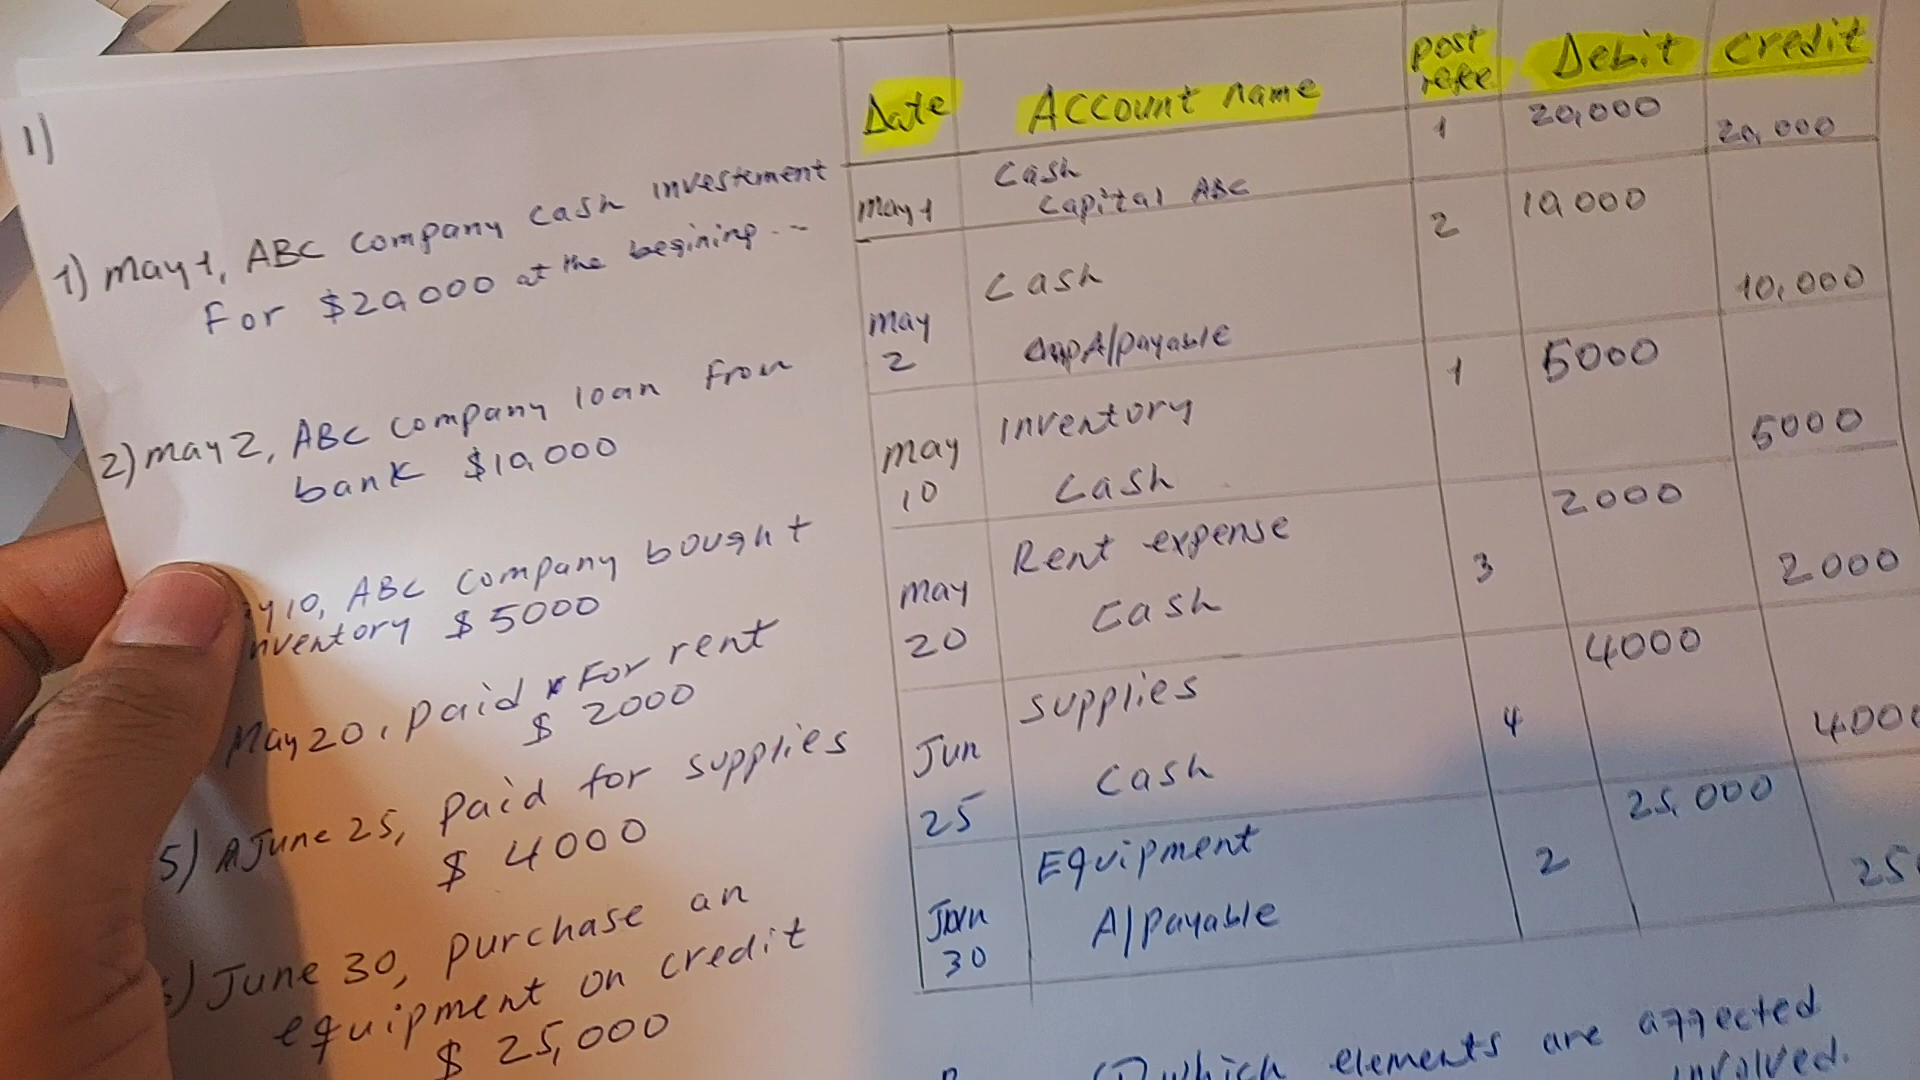 1)
1) may 1, ABC company cash investement
For $20,000 at the begining...
2) may 2, ABC company loan from
bank $10,000
y 10, ABC company bought
nventory $5000
May 20, paid for rent
$ 2000
5) June 25, paid for supplies
$ 4000
) June 30, purchase an
equipment on credit
$ 25,000
Date Account name post refe Debit credit
May 1 Cash 1 20,000
Capital ABC 20,000
may 2 Cash 2 10,000
A/payable 10,000
may 10 inventory 1 5000
Cash 5000
may 20 Rent expense 3 2000
Cash 2000
Jun 25 supplies 4 4000
Cash 4000
Jun 30 Equipment 2 25,000
A/payable 25
which elements are affected
involved.